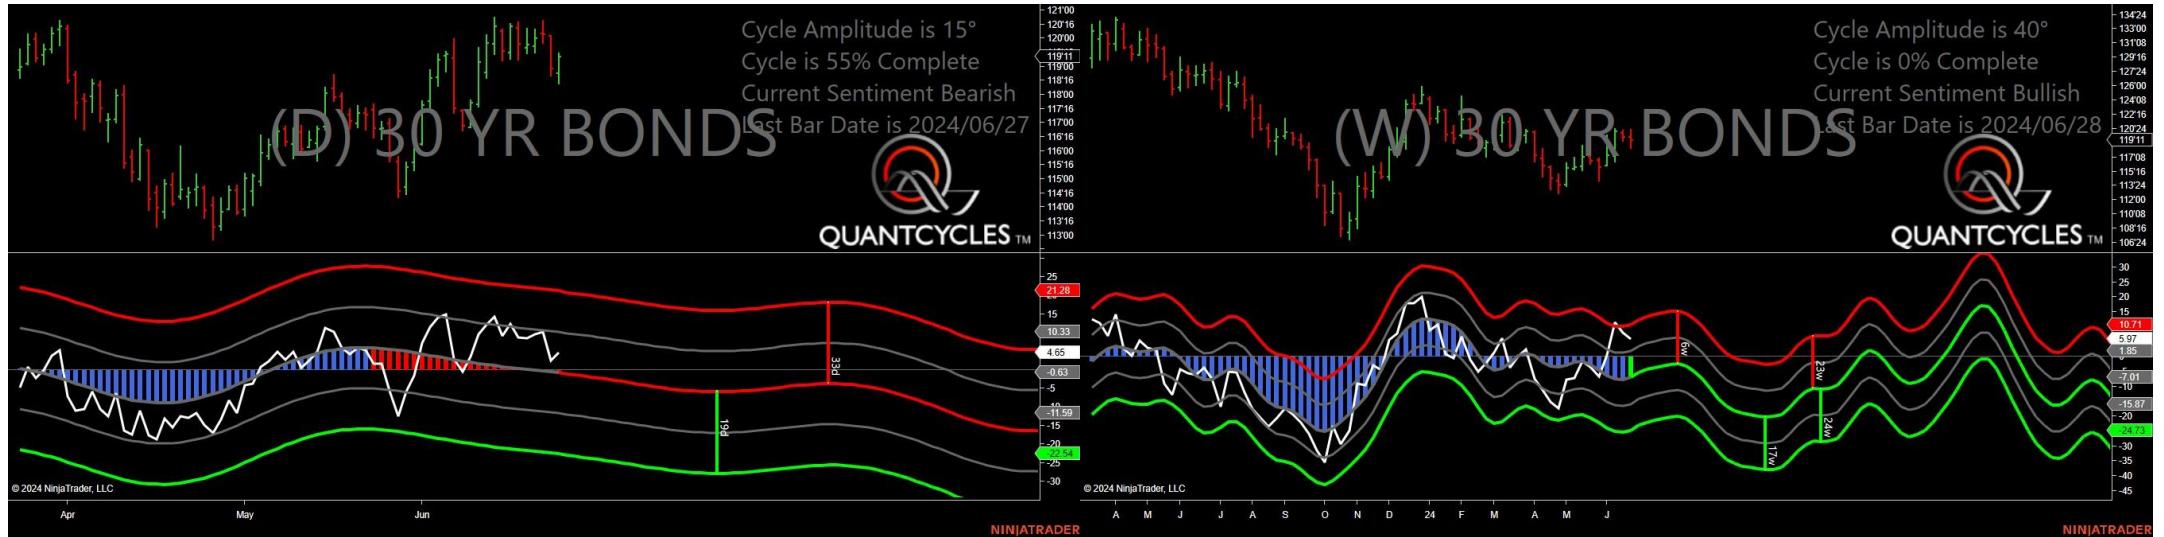 Cycle Amplitude is 15°
Cycle is 55% Complete
Current Sentiment Bearish
Last Bar Date is 2024/06/27
(D) 30 YR BONDS
QUANTCYCLES TM
121'00
120'16
120'00
119'11
119'00
118'16
118'00
117'16
117'00
116'16
116'00
115'16
115'00
114'16
114'00
113'16
113'00
25
21.28
15
10.33
4.65
-0.63
-5
-11.59
-15
-20
-22.54
-25
-30
33d
19d
© 2024 NinjaTrader, LLC
Apr May Jun
NINJATRADER
Cycle Amplitude is 40°
Cycle is 0% Complete
Current Sentiment Bullish
Last Bar Date is 2024/06/28
(W) 30 YR BONDS
QUANTCYCLES TM
134'24
133'00
131'08
129'16
127'24
126'00
124'08
122'16
120'24
119'11
117'08
115'16
113'24
112'00
110'08
108'16
106'24
30
25
20
15
10.71
5.97
1.85
-7.01
-10
-15.87
-20
-24.73
-30
-35
-40
-45
6w
23w
24w
17w
© 2024 NinjaTrader, LLC
A M J J A S O N D 24 F M A M J
NINJATRADER